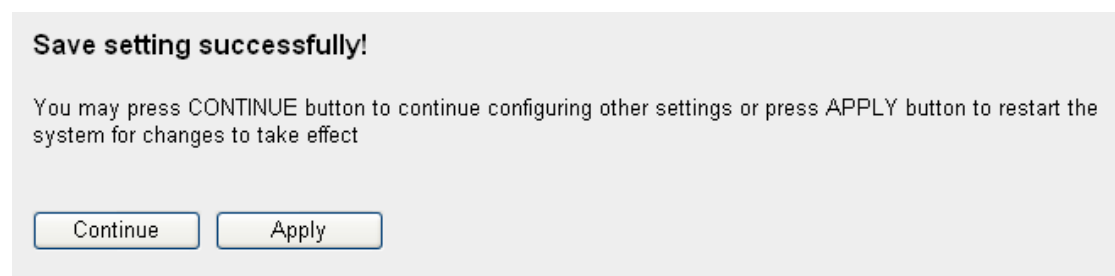 Save setting successfully!
You may press CONTINUE button to continue configuring other settings or press APPLY button to restart the
system for changes to take effect
Continue
Apply